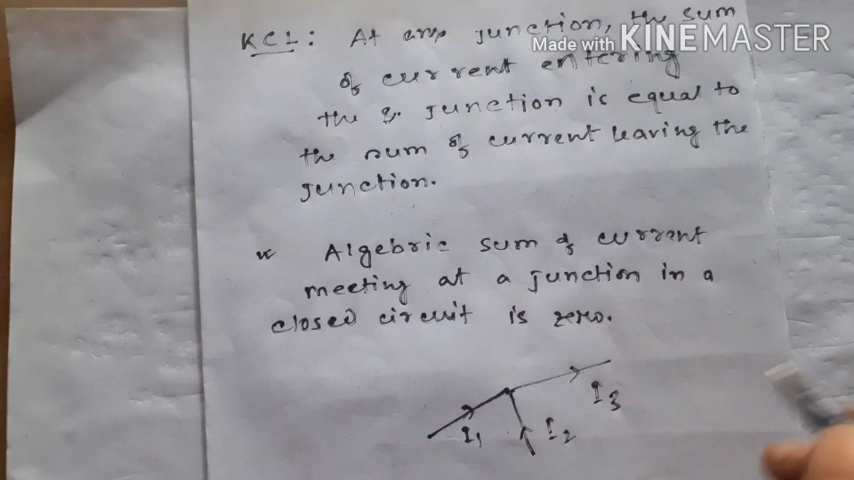 KCL: At any junction, the sum
Made with KINEMASTER
of current entering
the junction is equal to
the sum of current leaving the
junction.
Algebric sum of current
meeting at a junction in a
closed circuit is zero.
I1 I2 I3